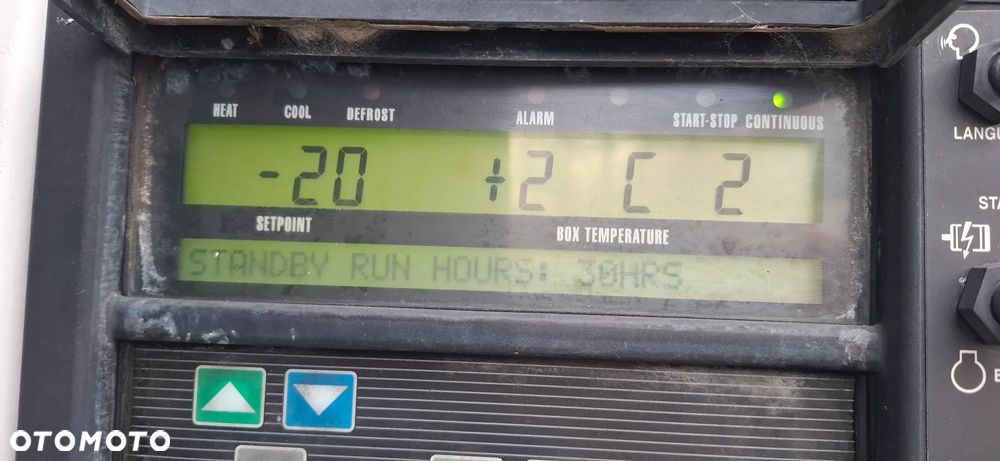 HEAT COOL DEFROST ALARM START-STOP CONTINUOUS
-20 +2 C 2
SETPOINT BOX TEMPERATURE
STANDBY RUN HOURS: 30HRS
LANGU
STA
E
OTOMOTO